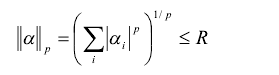 ‖α‖_p = (∑_i |α_i|^p)^{1/p} ≤ R